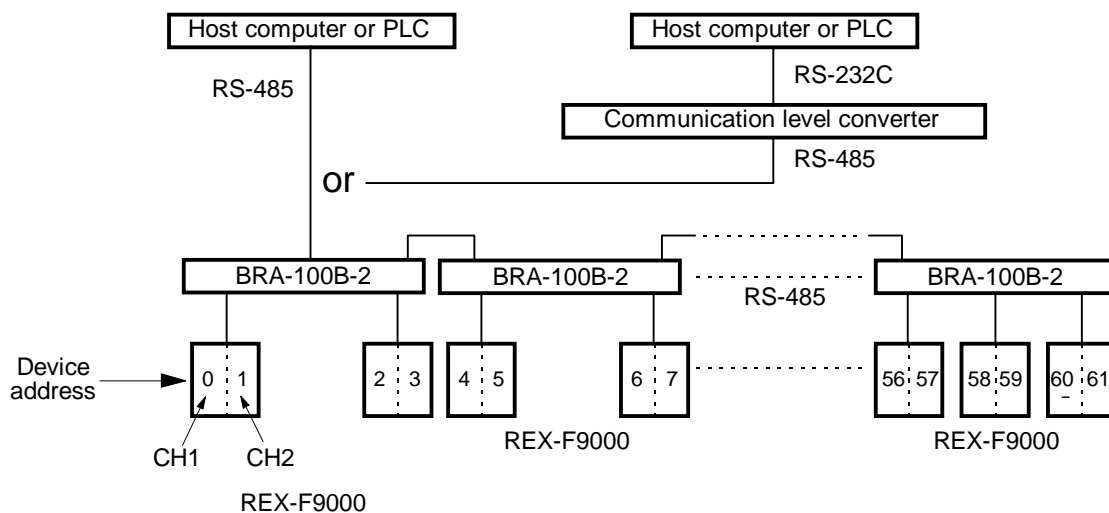 Host computer or PLC
Host computer or PLC
RS-485
RS-232C
Communication level converter
RS-485
or
BRA-100B-2
BRA-100B-2
RS-485
BRA-100B-2
Device
address
0 1
2 3
4 5
6 7
56 57
58 59
60 61
CH1
CH2
REX-F9000
REX-F9000
REX-F9000